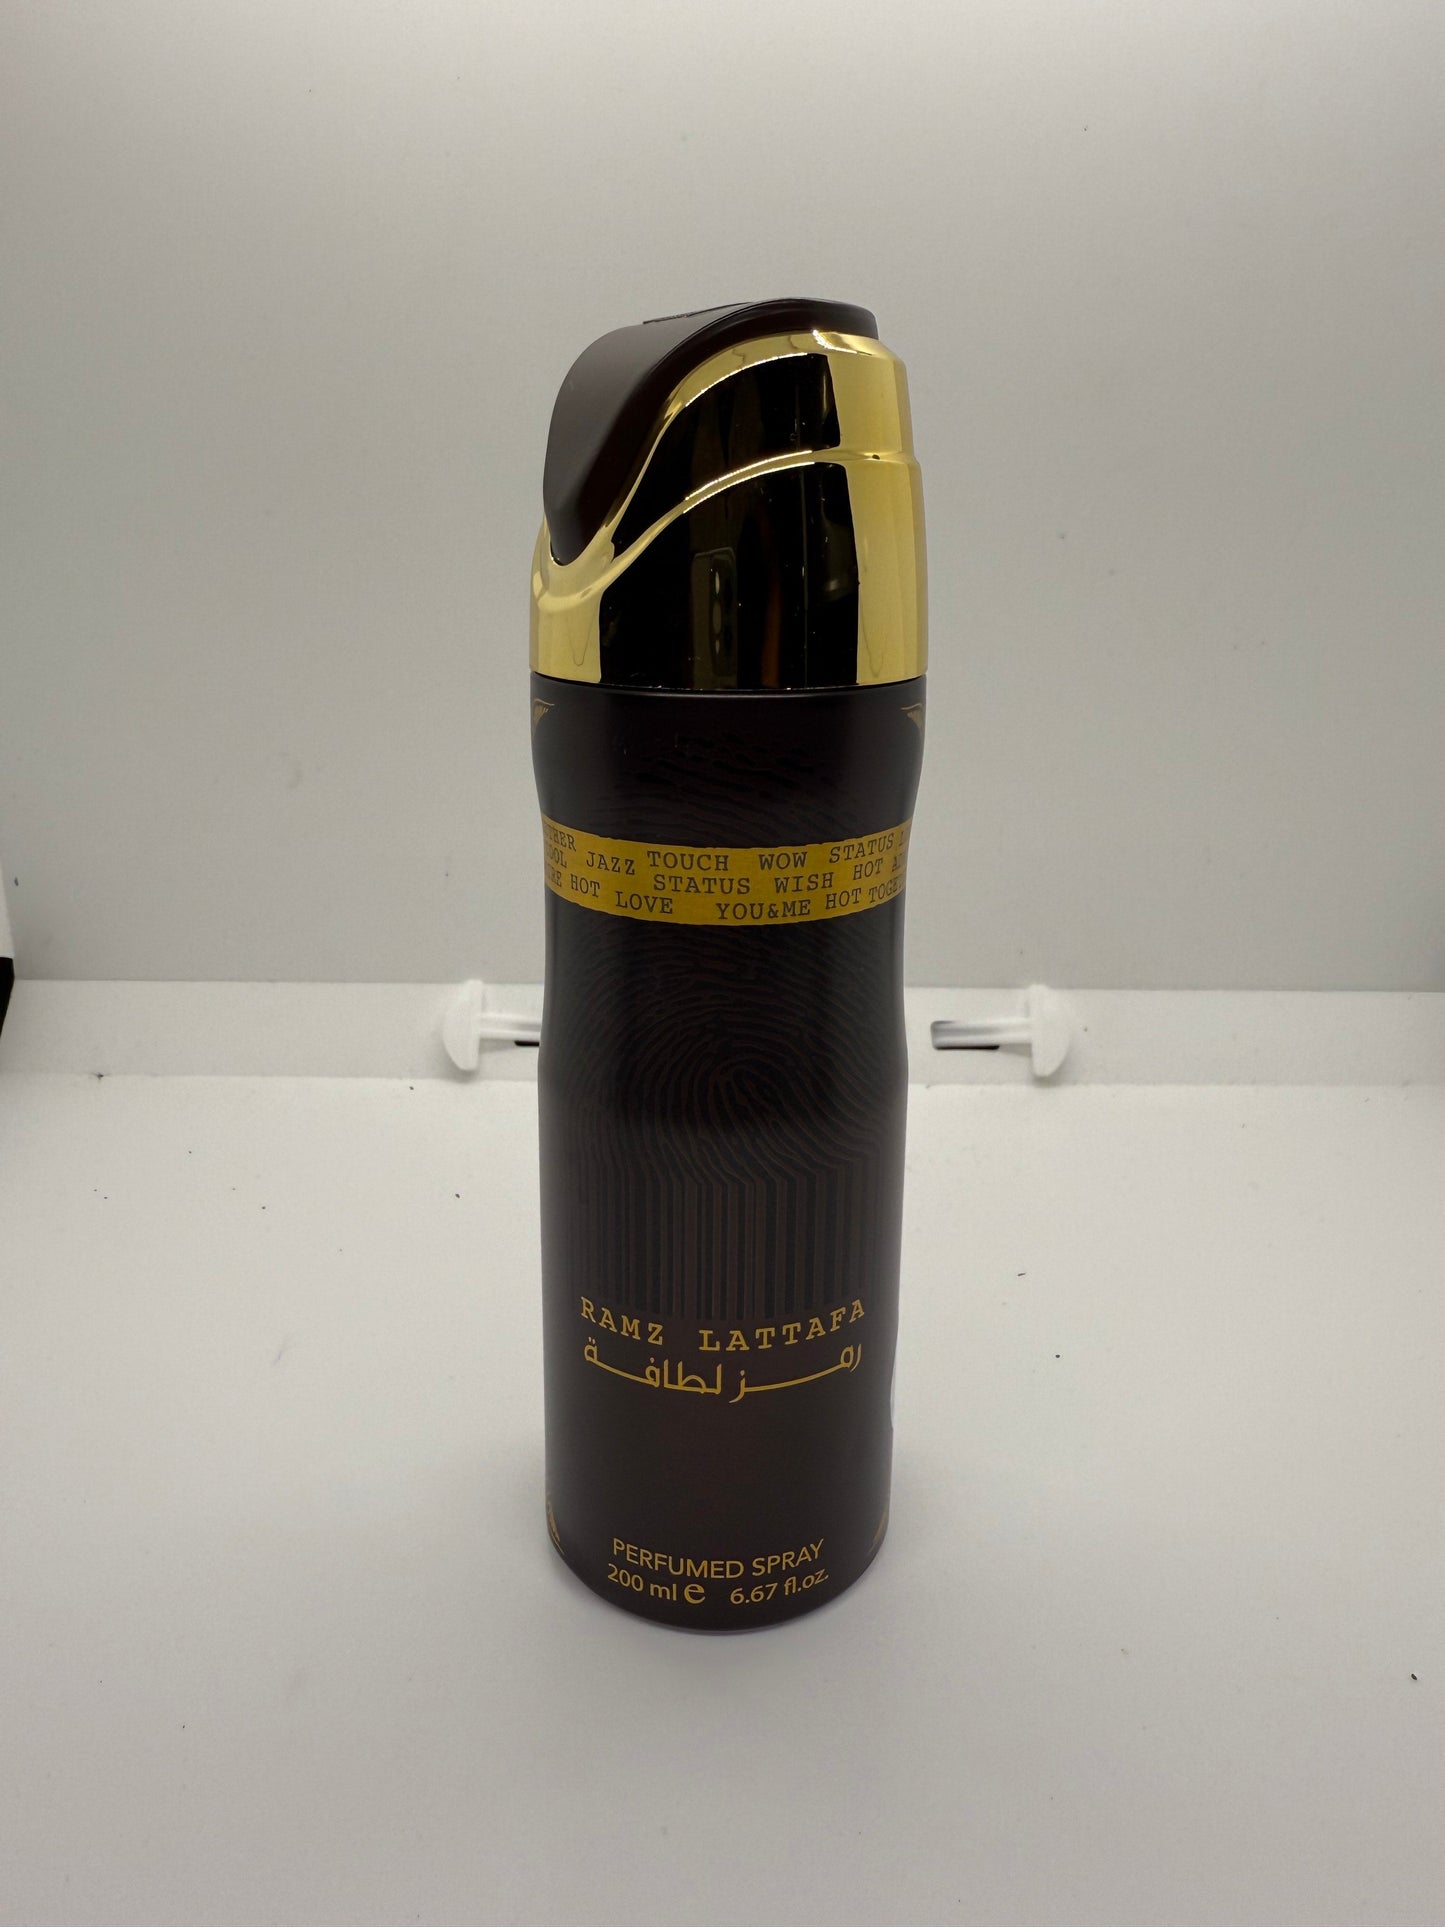 JAZZ TOUCH WOW STATUS
HOT STATUS WISH HOT
LOVE YOU&ME HOT
RAMZ LATTAFA
رمز لطافة
PERFUMED SPRAY
200 ml e 6.67 fl.oz.